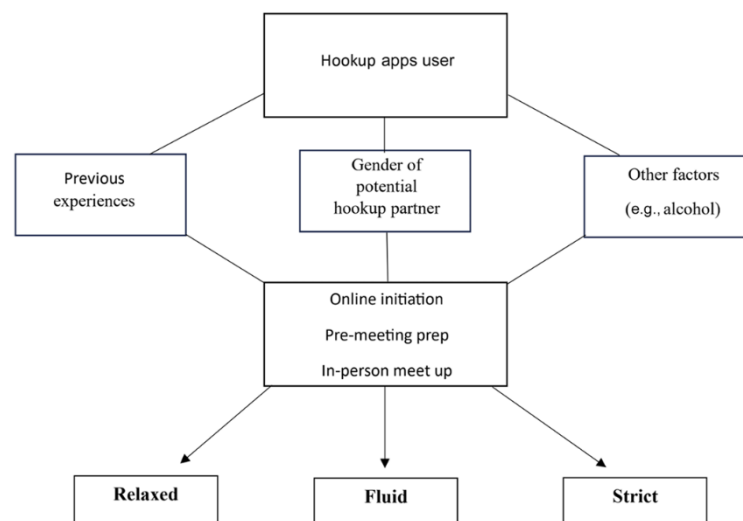 Hookup apps user
Previous
experiences
Gender of
potential
hookup partner
Other factors
(e.g., alcohol)
Online initiation
Pre-meeting prep
In-person meet up
Relaxed
Fluid
Strict